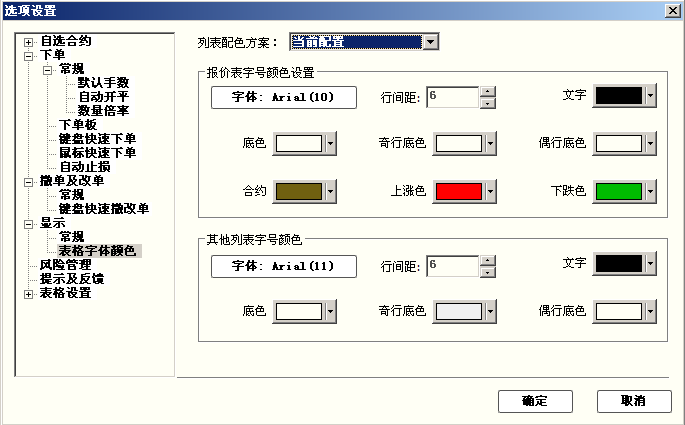 选项设置
自选合约
下单
常规
默认手数
自动开平
数量倍率
下单板
键盘快速下单
鼠标快速下单
自动止损
撤单及改单
常规
键盘快速撤改单
显示
常规
表格字体颜色
风险管理
提示及反馈
表格设置
列表配色方案： 当前配置
报价表字号颜色设置
字体: Arial(10) 行间距: 6 文字
底色 奇行底色 偶行底色
合约 上涨色 下跌色
其他列表字号颜色
字体: Arial(11) 行间距: 6 文字
底色 奇行底色 偶行底色
确定 取消